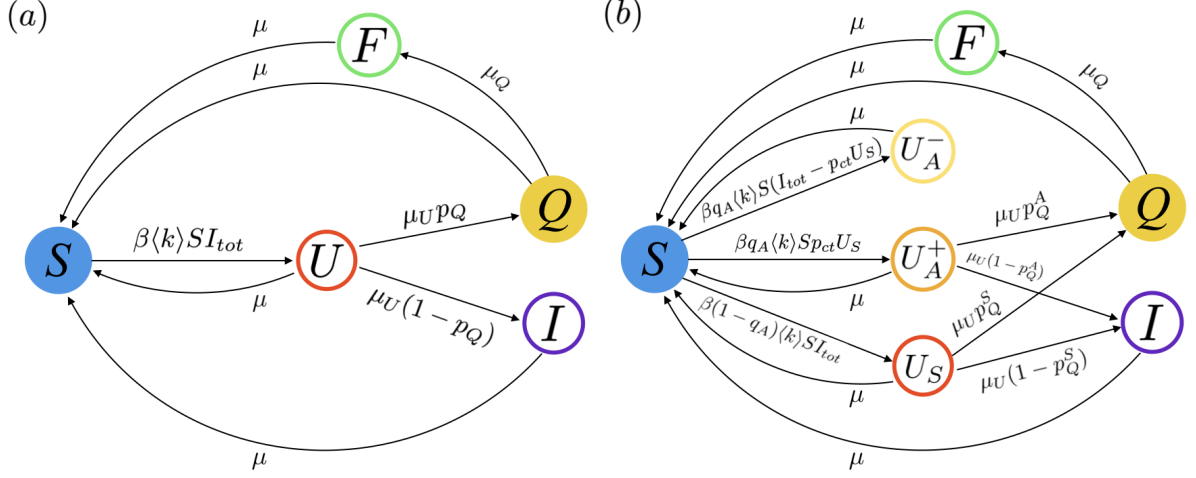 (a)
μ
F
μ
μ_Q
S
β⟨k⟩SI_tot
U
μ_U p_Q
Q
μ
μ_U(1 − p_Q)
I
μ
(b)
μ
F
μ
μ_Q
μ
U_A^−
βq_A⟨k⟩S(I_tot − p_ct U_S)
S
βq_A⟨k⟩Sp_ct U_S
U_A^+
μ_U p_Q^A
Q
μ
μ_U(1−p_Q^A)
β(1 − q_A)⟨k⟩SI_tot
μ_U p_Q^S
U_S
μ_U(1 − p_Q^S)
I
μ
μ